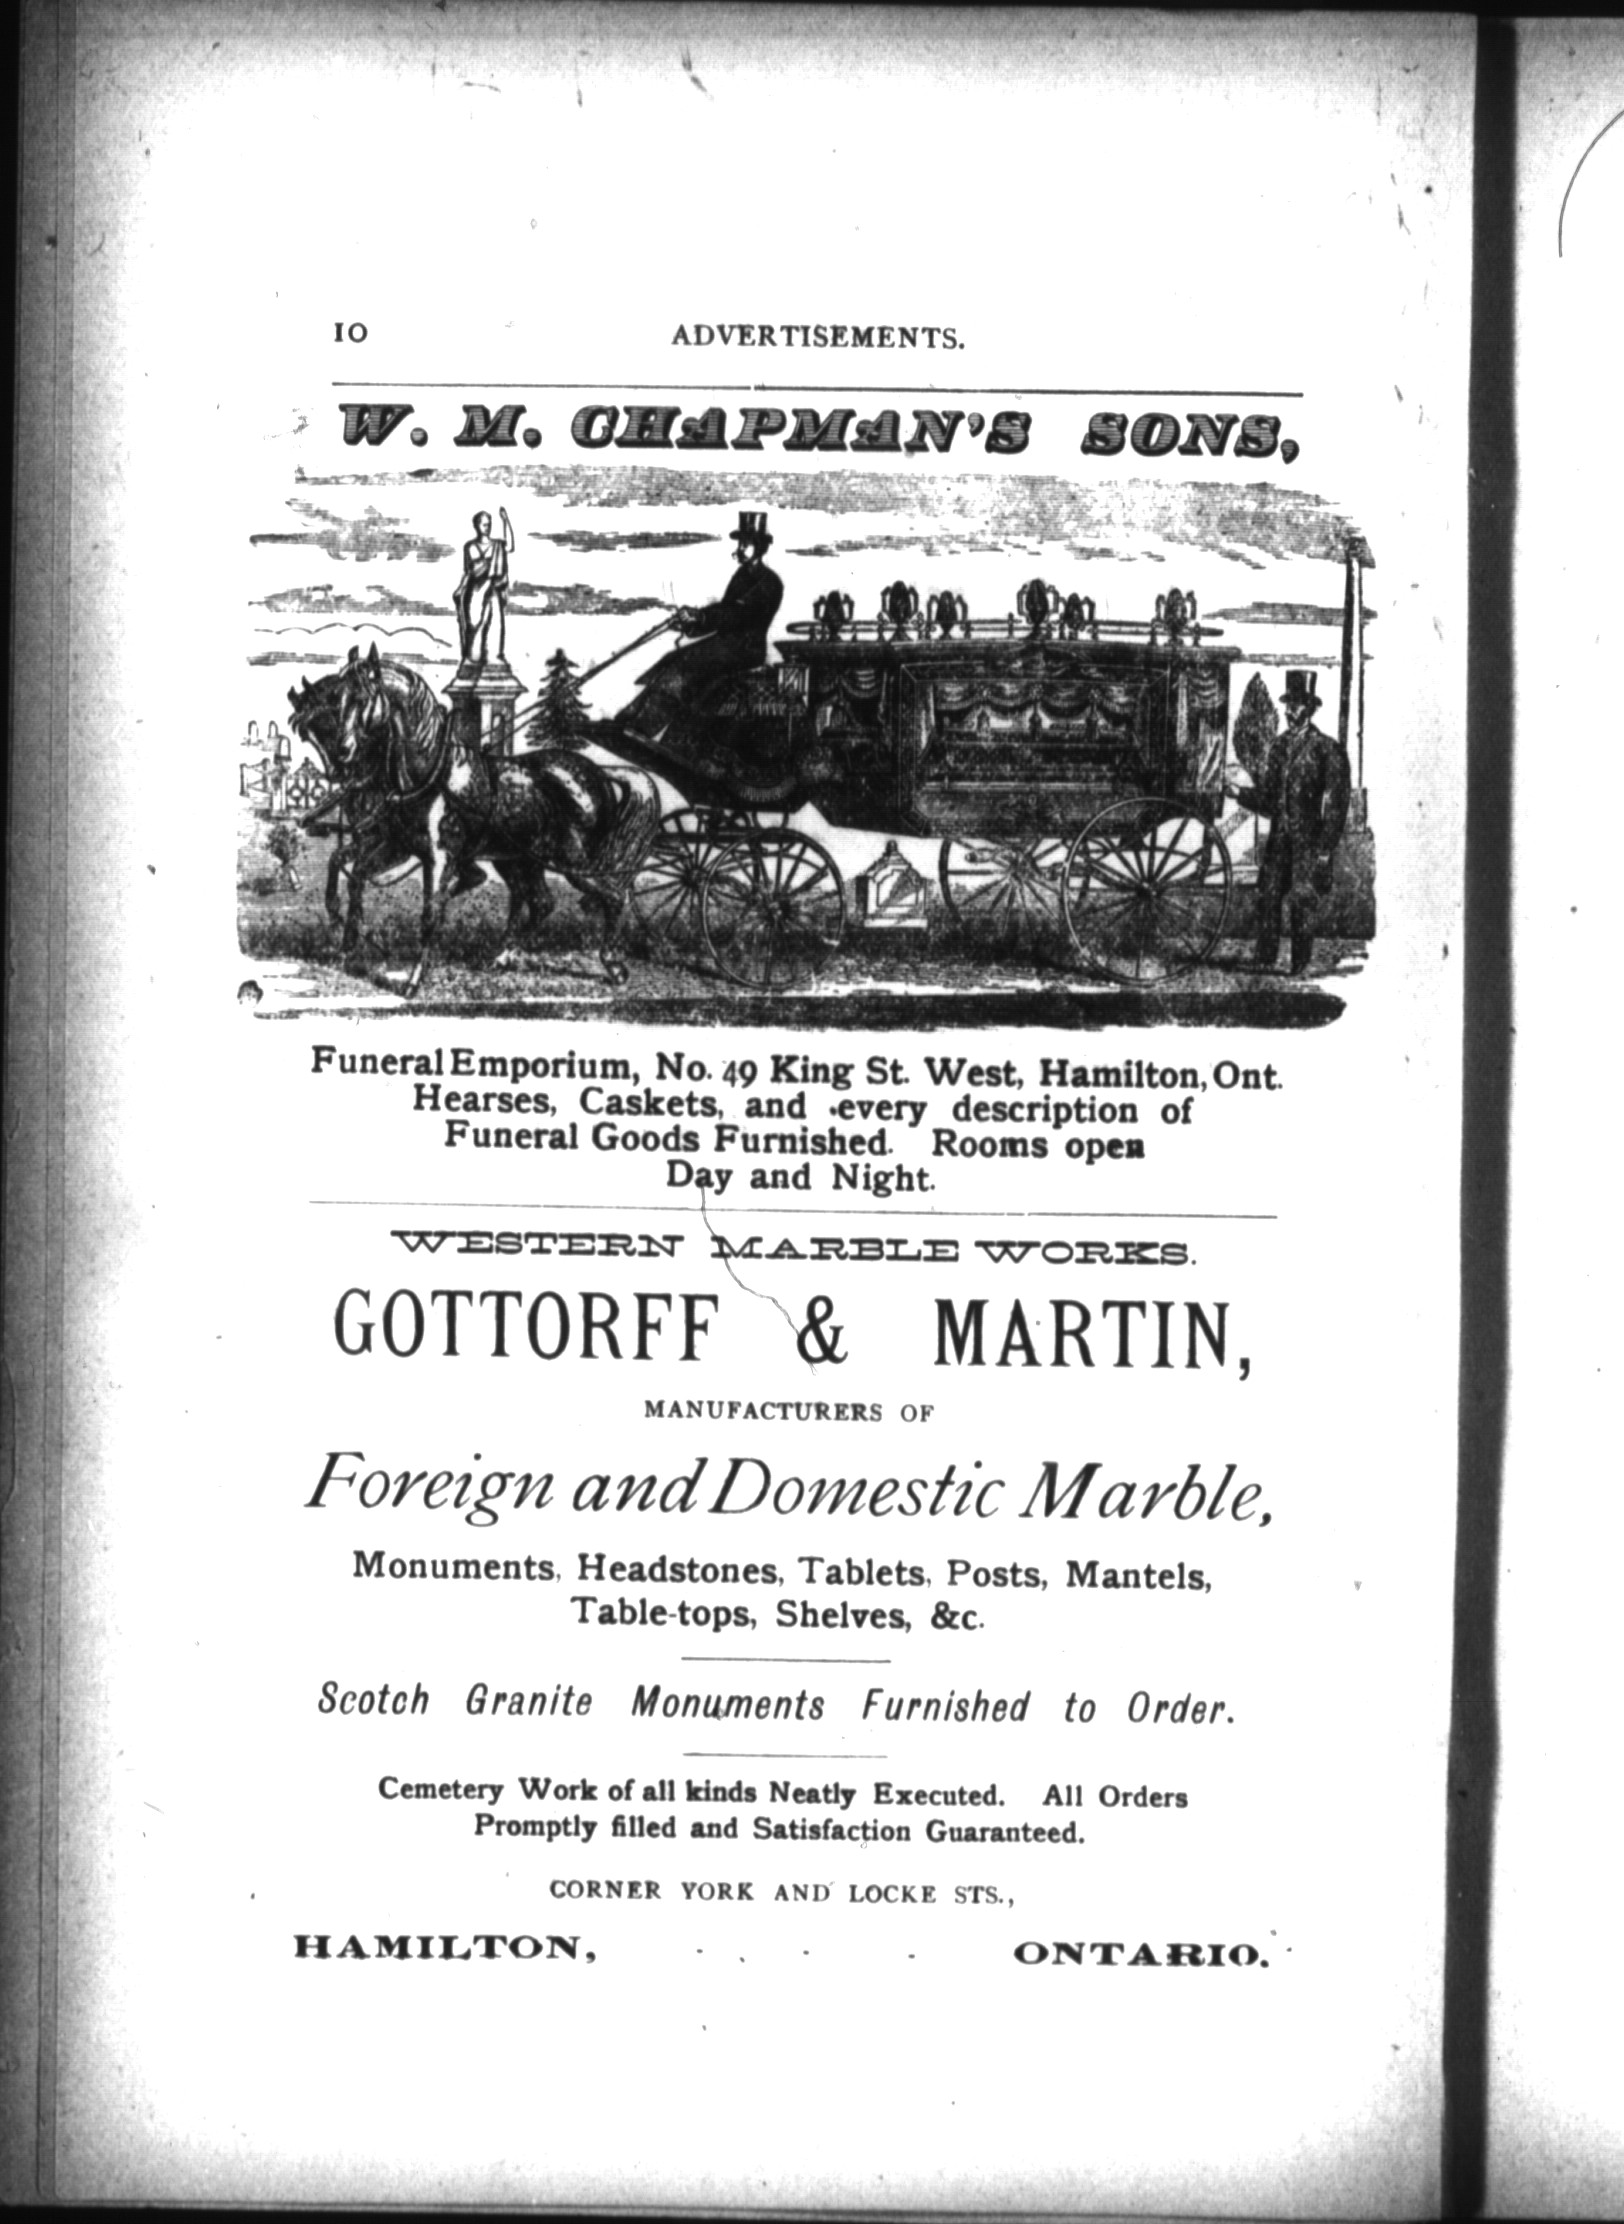 10 ADVERTISEMENTS.
W. M. CHAPMAN'S SONS,
Funeral Emporium, No. 49 King St. West, Hamilton, Ont.
Hearses, Caskets, and every description of
Funeral Goods Furnished. Rooms open
Day and Night.
WESTERN MARBLE WORKS.
GOTTORFF & MARTIN,
MANUFACTURERS OF
Foreign and Domestic Marble,
Monuments, Headstones, Tablets, Posts, Mantels,
Table-tops, Shelves, &c.
Scotch Granite Monuments Furnished to Order.
Cemetery Work of all kinds Neatly Executed. All Orders
Promptly filled and Satisfaction Guaranteed.
CORNER YORK AND LOCKE STS.,
HAMILTON, - - - ONTARIO.